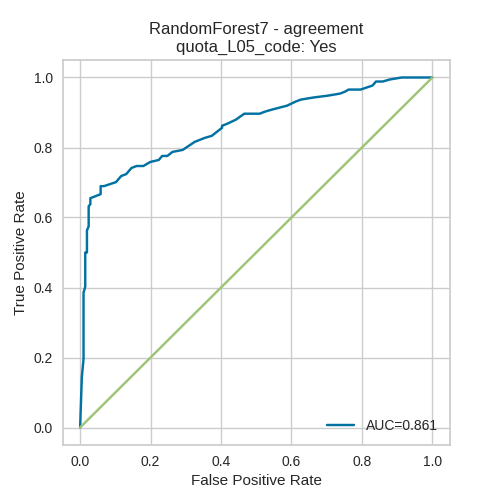 RandomForest7 - agreement
quota_L05_code: Yes
True Positive Rate
1.0
0.8
0.6
0.4
0.2
0.0
AUC=0.861
0.0 0.2 0.4 0.6 0.8 1.0
False Positive Rate